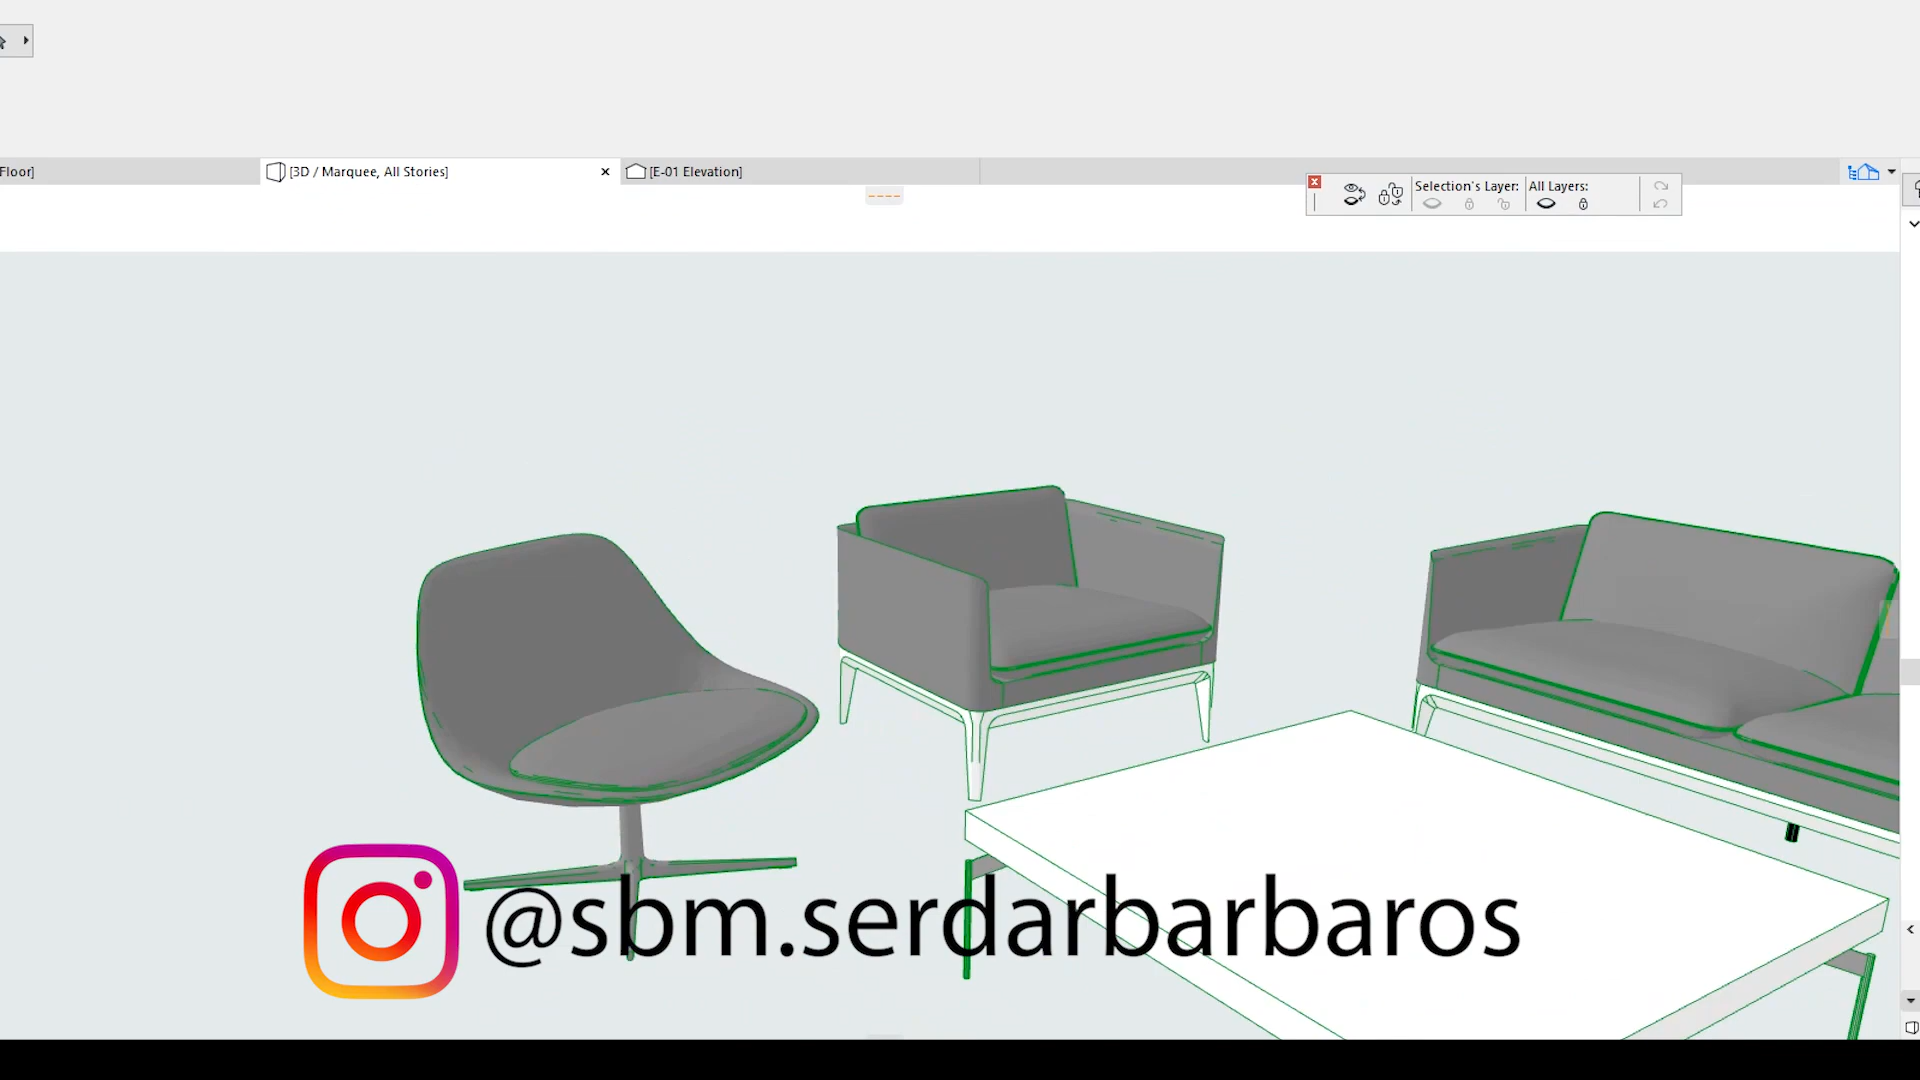 Floor]
[3D / Marquee, All Stories]
[E-01 Elevation]
Selection's Layer:
All Layers:
@sbm.serdarbarbaros